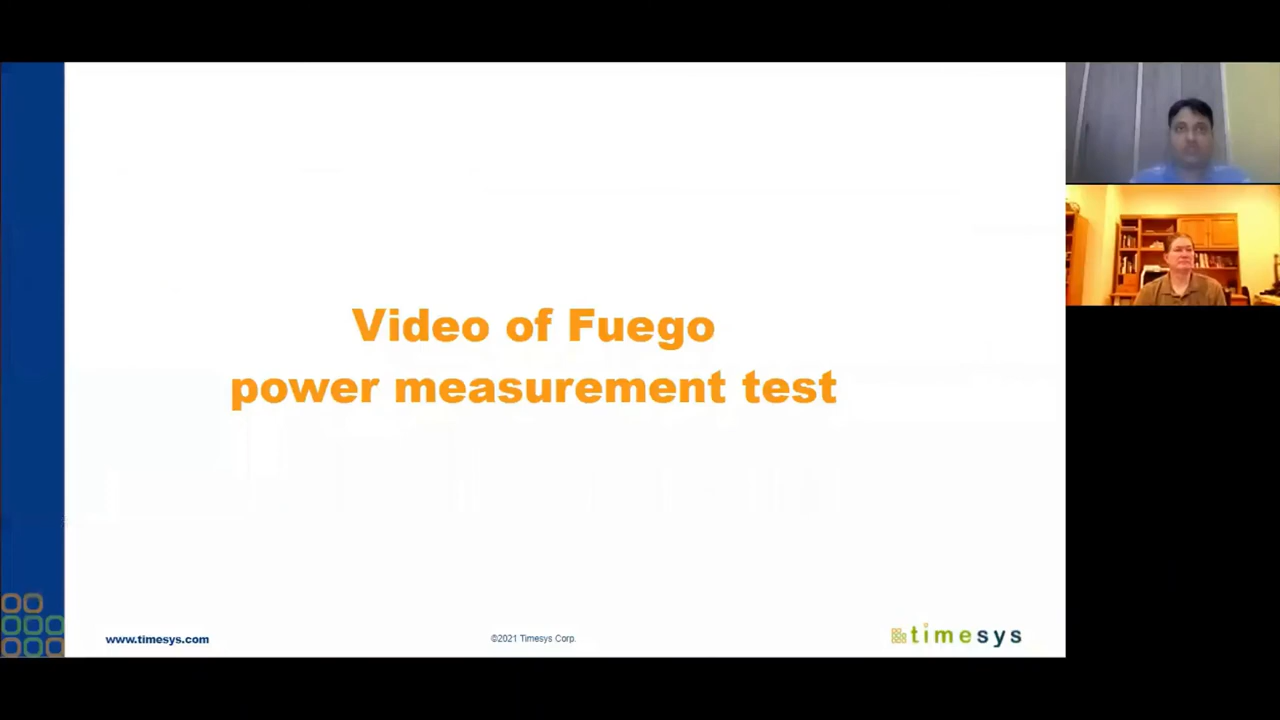 Video of Fuego
power measurement test
www.timesys.com
©2021 Timesys Corp.
timesys